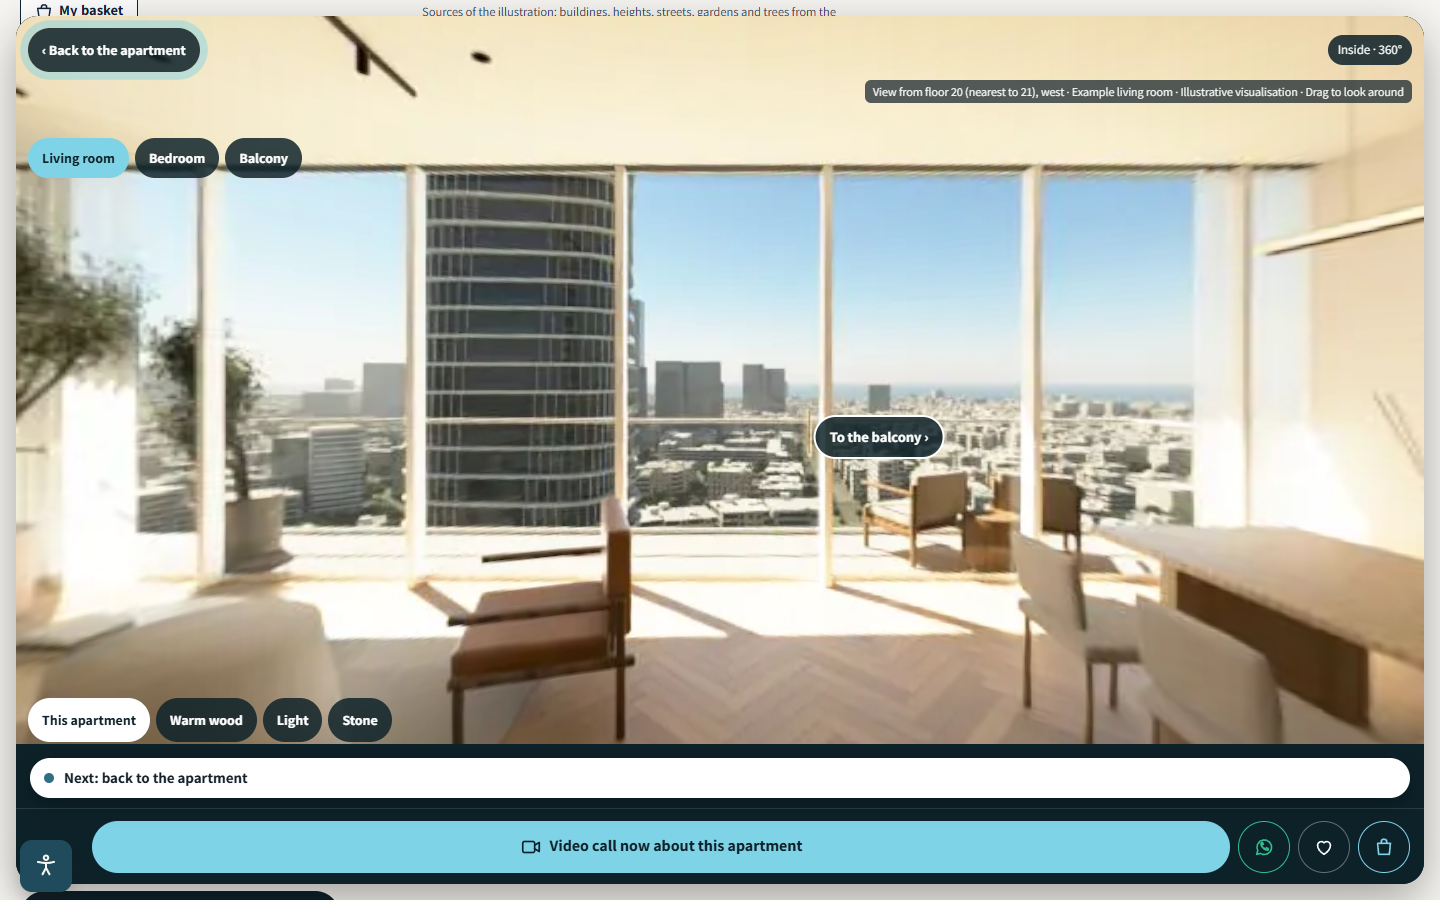 My basket
Sources of the illustration: buildings, heights, streets, gardens and trees from the
‹ Back to the apartment
Inside · 360°
View from floor 20 (nearest to 21), west · Example living room · Illustrative visualisation · Drag to look around
Living room
Bedroom
Balcony
To the balcony ›
This apartment
Warm wood
Light
Stone
Next: back to the apartment
Video call now about this apartment